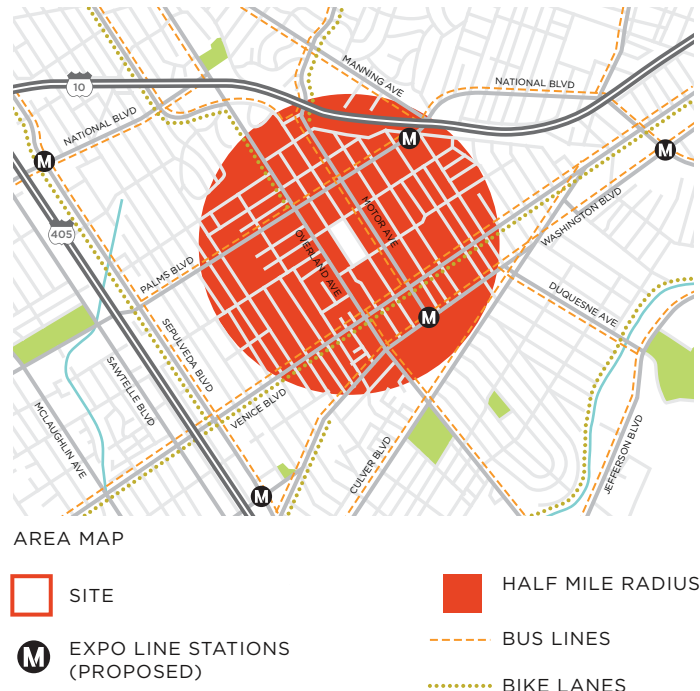 MANNING AVE
NATIONAL BLVD
10
NATIONAL BLVD
M
M
M
MOTOR AVE
WASHINGTON BLVD
405
OVERLAND AVE
PALMS BLVD
DUQUESNE AVE
M
SEPULVEDA BLVD
SAWTELLE BLVD
VENICE BLVD
MCLAUGHLIN AVE
CULVER BLVD
JEFFERSON BLVD
M
AREA MAP
SITE
HALF MILE RADIUS
M
EXPO LINE STATIONS
(PROPOSED)
BUS LINES
BIKE LANES